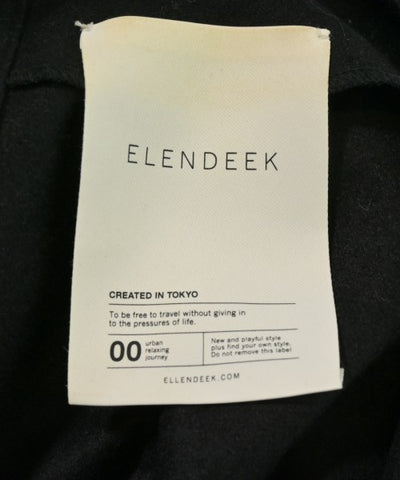 ELENDEEK
CREATED IN TOKYO
To be free to travel without giving in
to the pressures of life.
00
urban
relaxing
journey
New and playful style
plus find your own style.
Do not remove this label
ELLENDEEK.COM